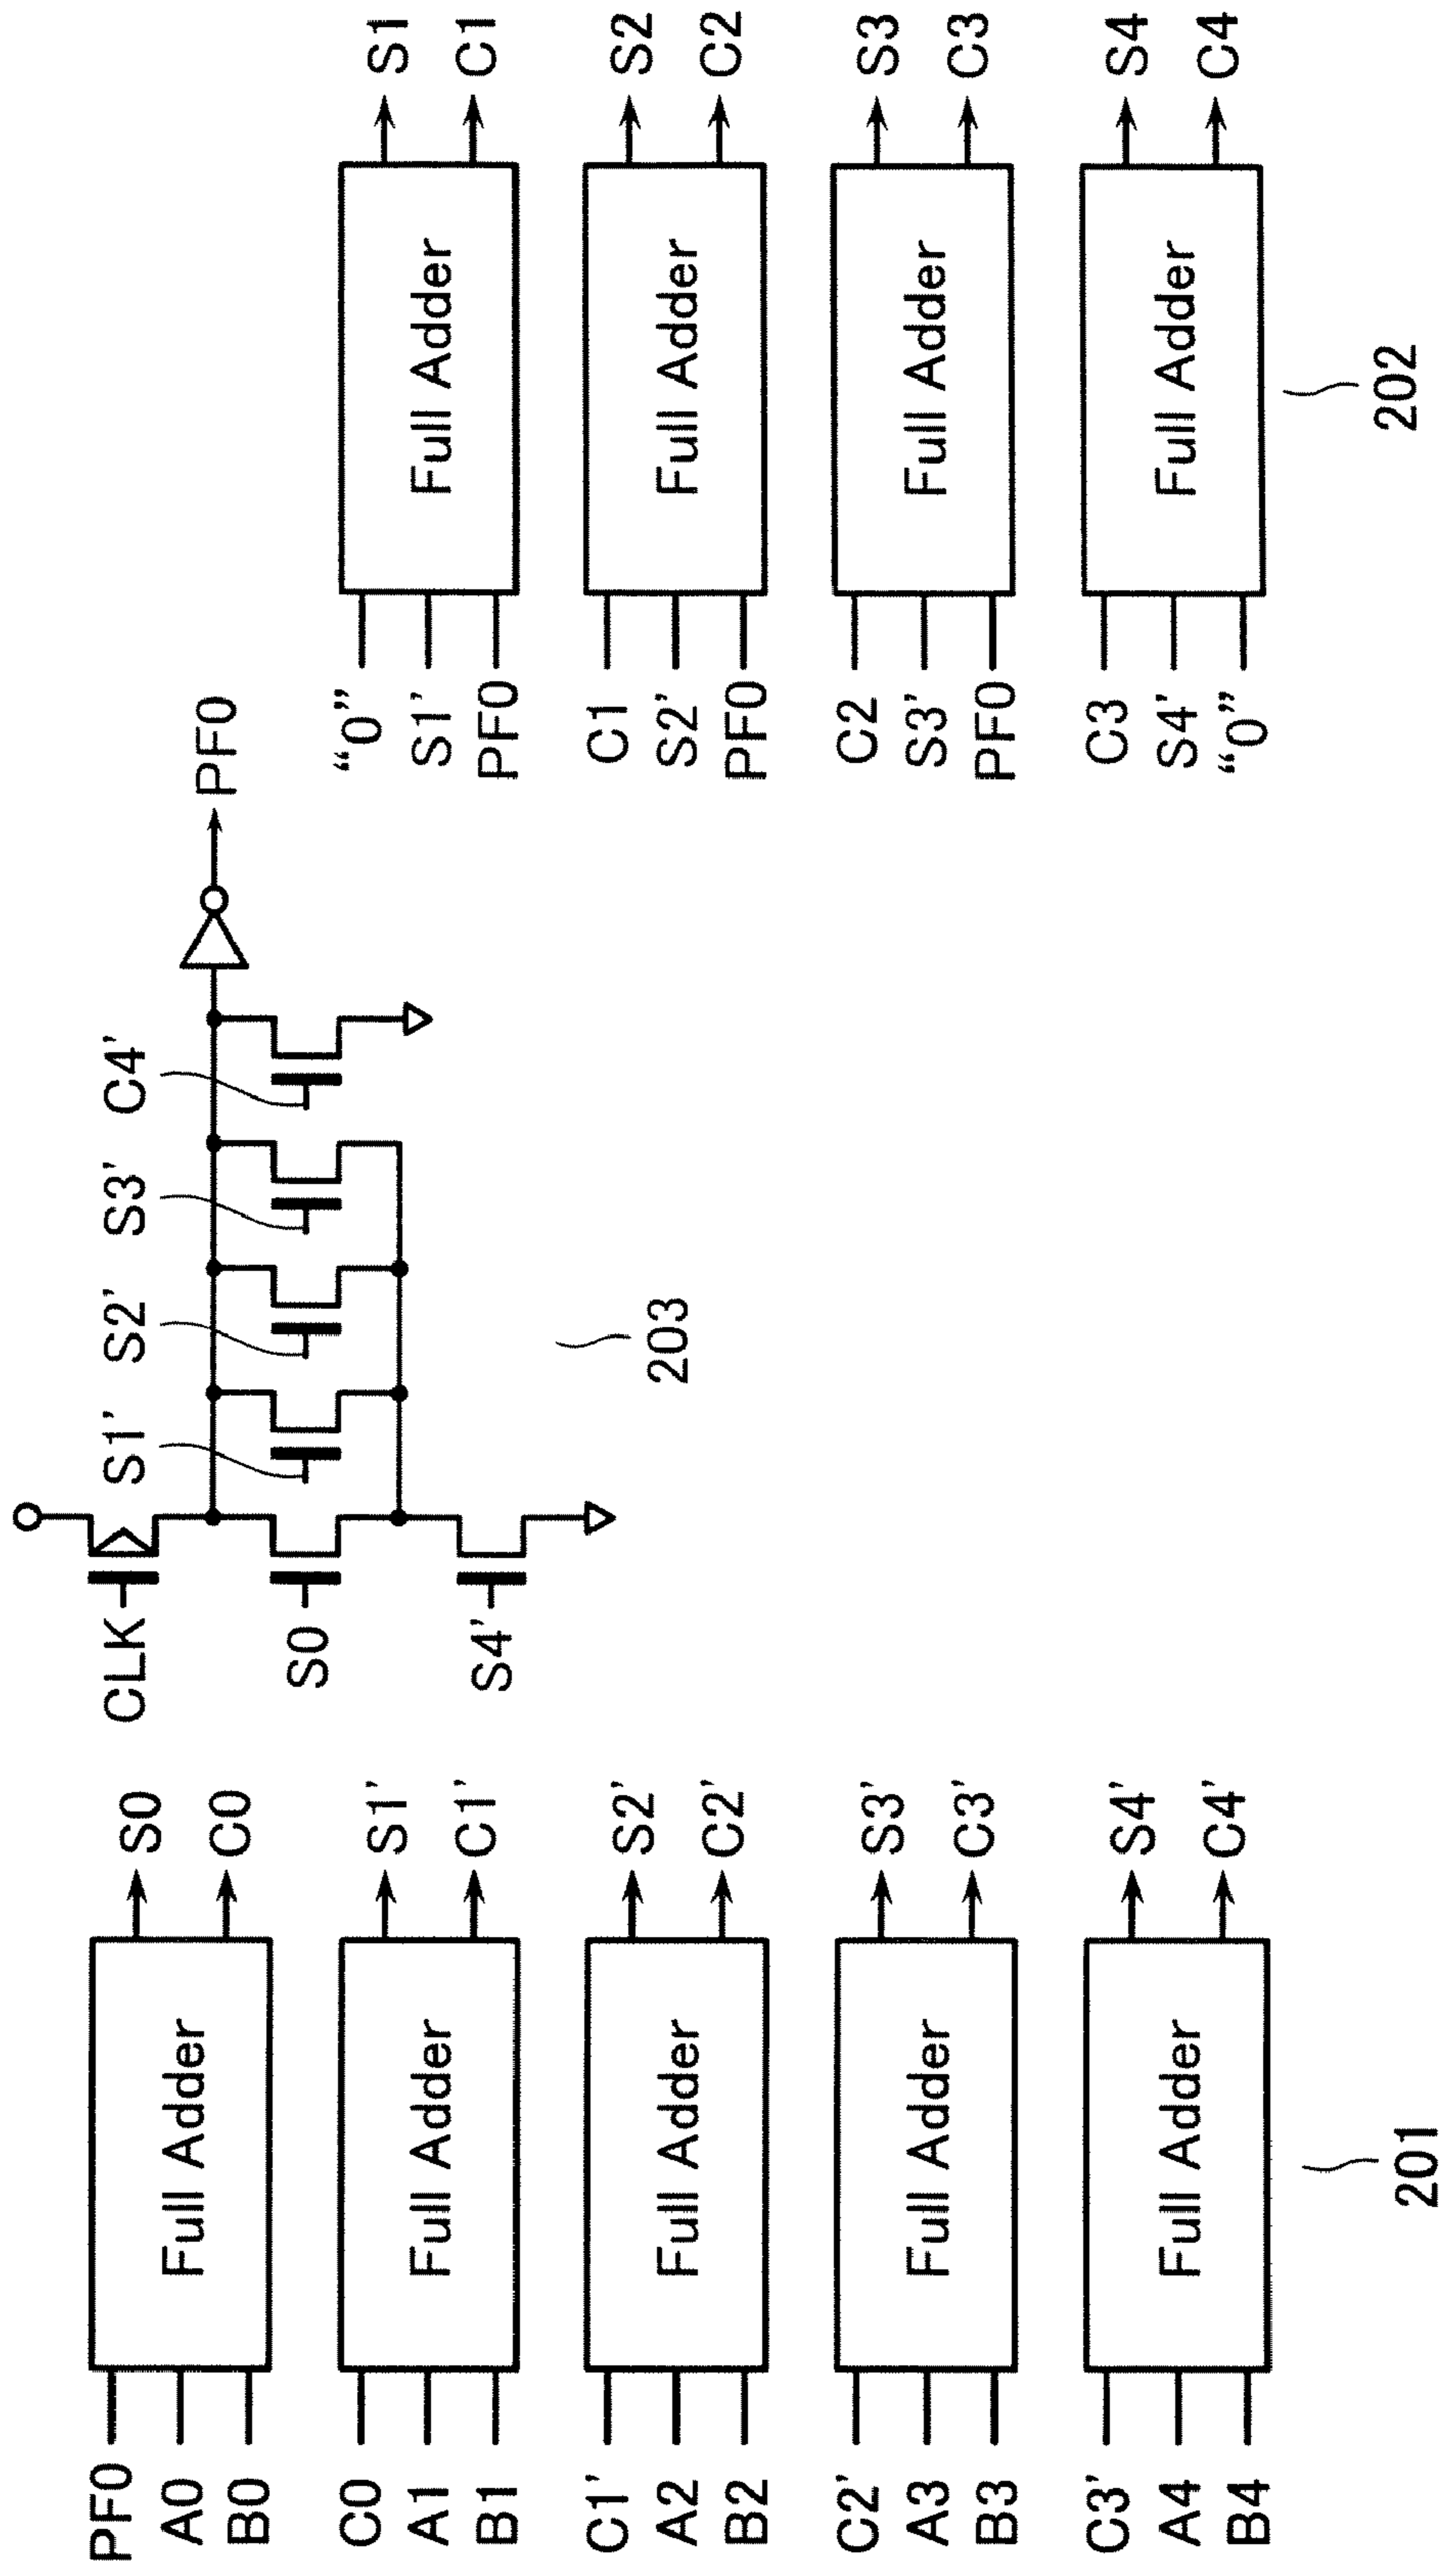 PF0
A0
B0
Full Adder
S0
C0
C0
A1
B1
Full Adder
S1'
C1'
C1'
A2
B2
Full Adder
S2'
C2'
C2'
A3
B3
Full Adder
S3'
C3'
C3'
A4
B4
Full Adder
S4'
C4'
201
CLK
S0
S4'
S1'
S2'
S3'
C4'
PF0
203
“0”
S1'
PF0
Full Adder
S1
C1
C1
S2'
PF0
Full Adder
S2
C2
C2
S3'
PF0
Full Adder
S3
C3
C3
S4'
“0”
Full Adder
S4
C4
202